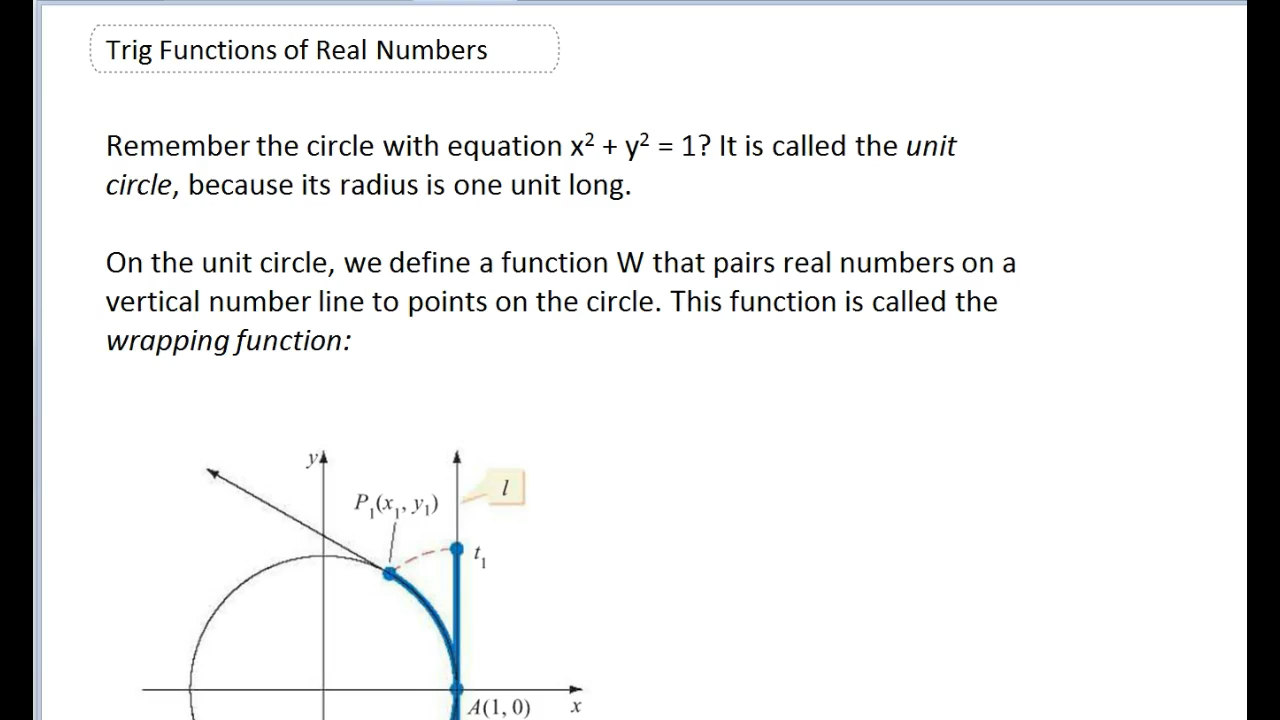 Trig Functions of Real Numbers
Remember the circle with equation x² + y² = 1? It is called the unit
circle, because its radius is one unit long.
On the unit circle, we define a function W that pairs real numbers on a
vertical number line to points on the circle. This function is called the
wrapping function:
y
l
P₁(x₁, y₁)
t₁
A(1, 0)
x